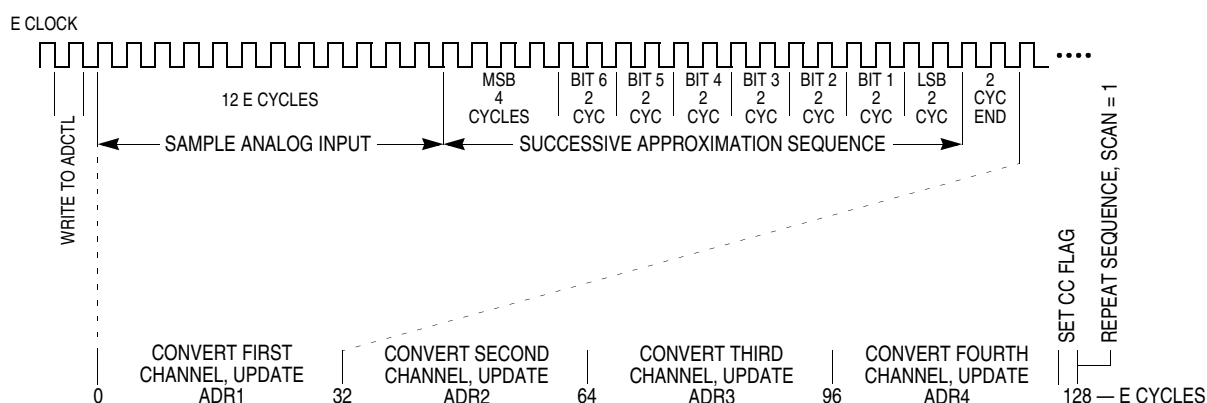 E CLOCK
MSB
4
CYCLES
BIT 6
2
CYC
BIT 5
2
CYC
BIT 4
2
CYC
BIT 3
2
CYC
BIT 2
2
CYC
BIT 1
2
CYC
LSB
2
CYC
2
CYC
END
12 E CYCLES
SAMPLE ANALOG INPUT
SUCCESSIVE APPROXIMATION SEQUENCE
WRITE TO ADCTL
SET CC FLAG
REPEAT SEQUENCE, SCAN = 1
CONVERT FIRST
CHANNEL, UPDATE
ADR1
CONVERT SECOND
CHANNEL, UPDATE
ADR2
CONVERT THIRD
CHANNEL, UPDATE
ADR3
CONVERT FOURTH
CHANNEL, UPDATE
ADR4
0
32
64
96
128 — E CYCLES